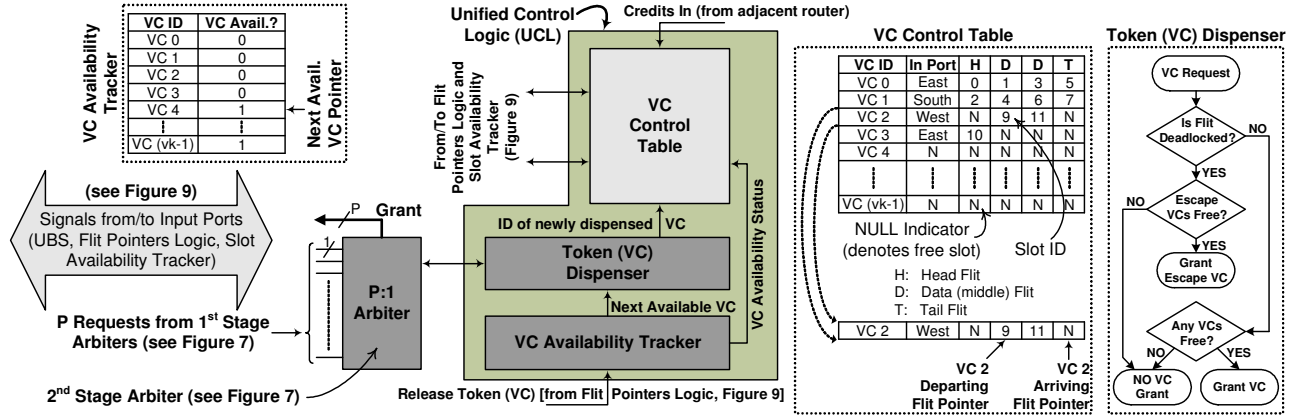 VC Availability
Tracker
VC ID VC Avail.?
VC 0 0
VC 1 0
VC 2 0
VC 3 0
VC 4 1
VC (vk-1) 1
Next Avail.
VC Pointer
(see Figure 9)
Signals from/to Input Ports
(UBS, Flit Pointers Logic, Slot
Availability Tracker)
P Requests from 1st Stage
Arbiters (see Figure 7)
2nd Stage Arbiter (see Figure 7)
P
Grant
1
P:1
Arbiter
Unified Control
Logic (UCL)
Credits In (from adjacent router)
From/To Flit
Pointers Logic and
Slot Availability
Tracker
(Figure 9)
VC
Control
Table
ID of newly dispensed VC
Token (VC)
Dispenser
Next Available VC
VC Availability Tracker
VC Availability Status
Release Token (VC) [from Flit Pointers Logic, Figure 9]
VC Control Table
VC ID In Port H D D T
VC 0 East 0 1 3 5
VC 1 South 2 4 6 7
VC 2 West N 9 11 N
VC 3 East 10 N N N
VC 4 N N N N N
VC (vk-1) N N N N N
NULL Indicator
(denotes free slot)
Slot ID
H: Head Flit
D: Data (middle) Flit
T: Tail Flit
VC 2 West N 9 11 N
VC 2
Departing
Flit Pointer
VC 2
Arriving
Flit Pointer
Token (VC) Dispenser
VC Request
Is Flit
Deadlocked?
NO
YES
Escape
VCs Free?
NO
YES
Grant
Escape VC
Any VCs
Free?
NO
YES
NO VC
Grant
Grant VC